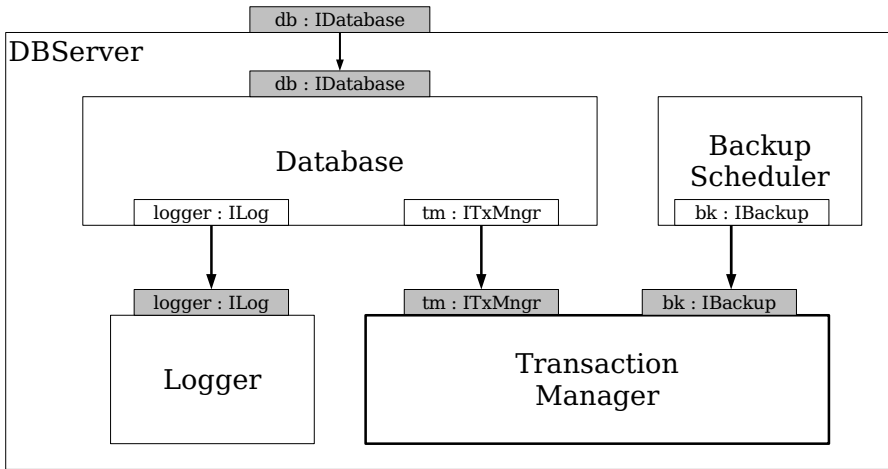 db : IDatabase
DBServer
db : IDatabase
Database
Backup
Scheduler
logger : ILog
tm : ITxMngr
bk : IBackup
logger : ILog
tm : ITxMngr
bk : IBackup
Logger
Transaction
Manager